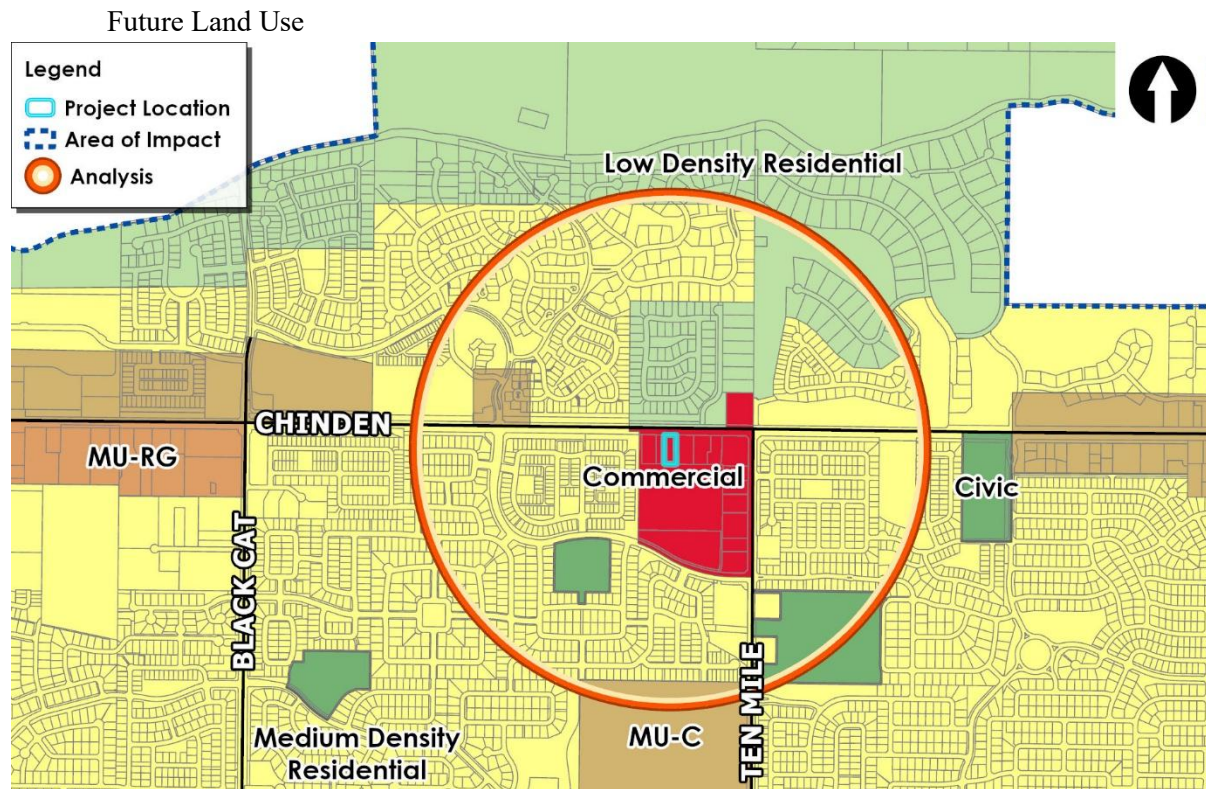 Future Land Use
Legend
Project Location
Area of Impact
Analysis
Low Density Residential
CHINDEN
MU-RG
Commercial
Civic
BLACK CAT
TEN MILE
MU-C
Medium Density
Residential